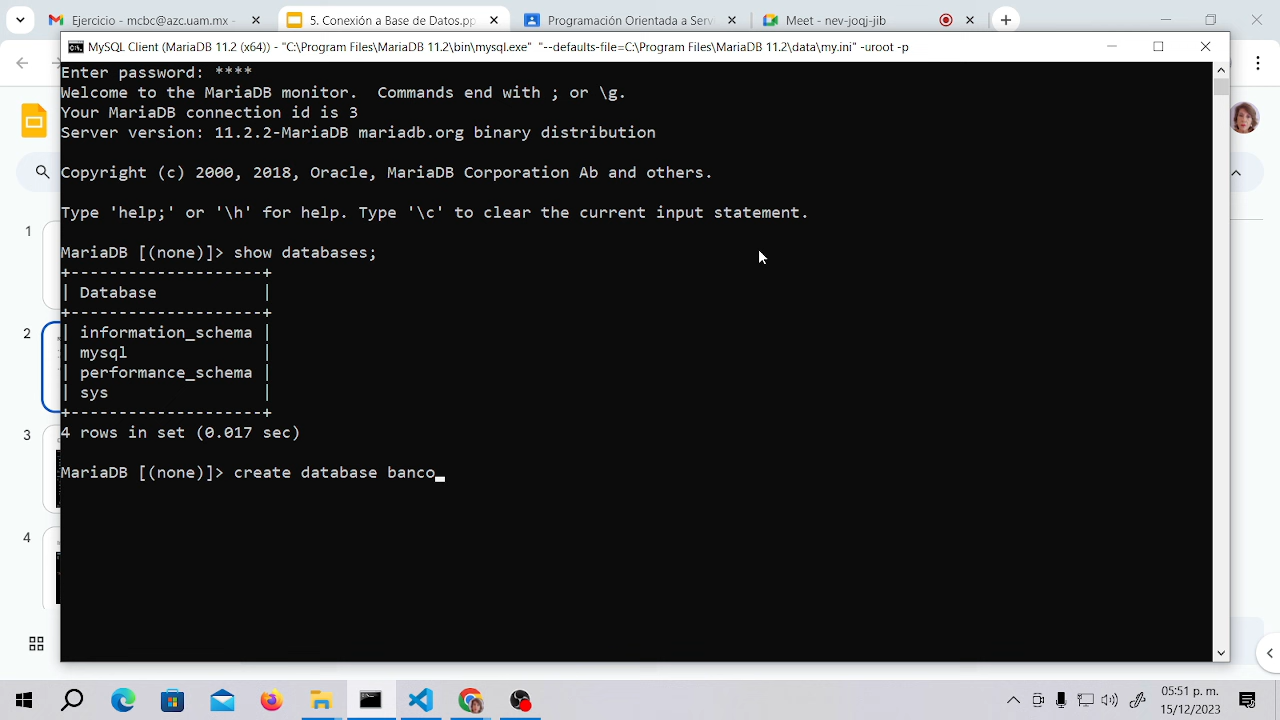 Ejercicio - mcbc@azc.uam.mx -
5. Conexión a Base de Datos.pp
Programación Orientada a Serv
Meet - nev-joqj-jib
MySQL Client (MariaDB 11.2 (x64)) - "C:\Program Files\MariaDB 11.2\bin\mysql.exe" "--defaults-file=C:\Program Files\MariaDB 11.2\data\my.ini" -uroot -p
Enter password: ****
Welcome to the MariaDB monitor.  Commands end with ; or \g.
Your MariaDB connection id is 3
Server version: 11.2.2-MariaDB mariadb.org binary distribution
Copyright (c) 2000, 2018, Oracle, MariaDB Corporation Ab and others.
Type 'help;' or '\h' for help. Type '\c' to clear the current input statement.
MariaDB [(none)]> show databases;
+--------------------+
| Database           |
+--------------------+
| information_schema |
| mysql              |
| performance_schema |
| sys                |
+--------------------+
4 rows in set (0.017 sec)
MariaDB [(none)]> create database banco_
1
2
3
4
05:51 p. m.
15/12/2023